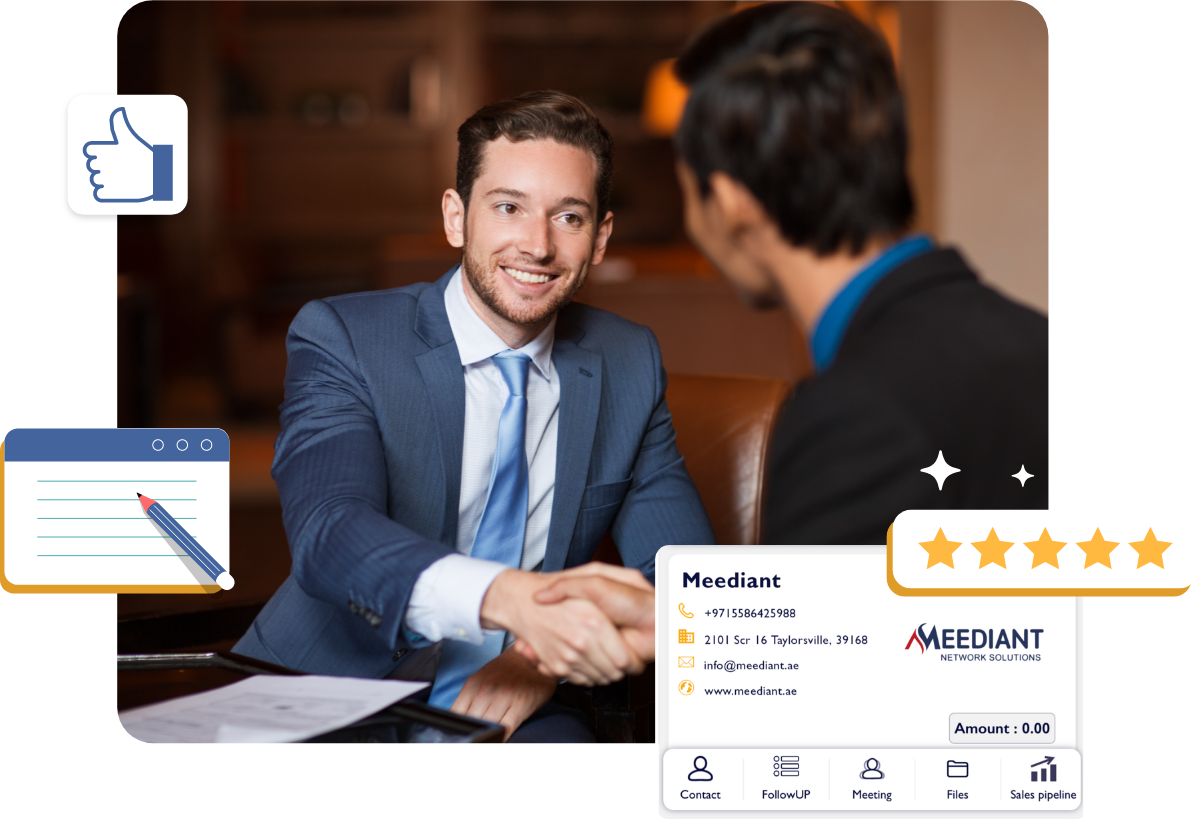 Meediant
+9715586425988
2101 Scr 16 Taylorsville, 39168
info@meediant.ae
www.meediant.ae
MEEDIANT
NETWORK SOLUTIONS
Amount : 0.00
Contact
FollowUP
Meeting
Files
Sales pipeline